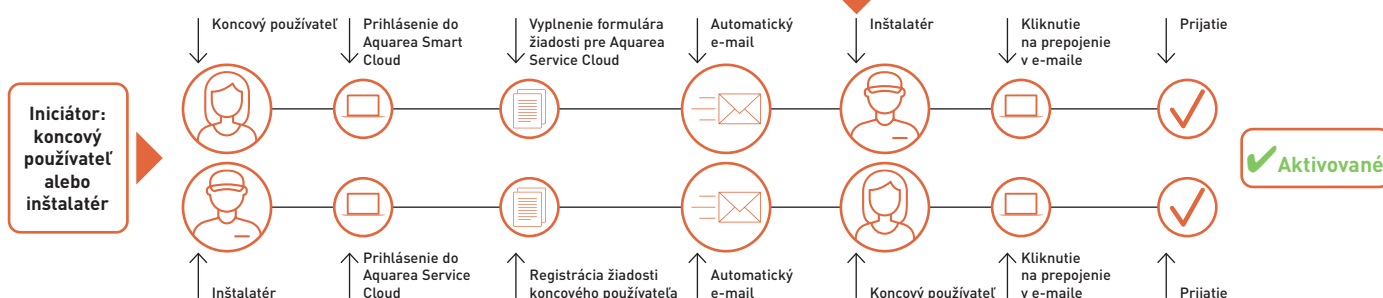 Koncový používateľ
Prihlásenie do
Aquarea Smart
Cloud
Vyplnenie formulára
žiadosti pre Aquarea
Service Cloud
Automatický
e-mail
Inštalatér
Kliknutie
na prepojenie
v e-maile
Prijatie
Iniciátor:
koncový
používateľ
alebo
inštalatér
Aktivované
Inštalatér
Prihlásenie do
Aquarea Service
Cloud
Registrácia žiadosti
koncového používateľa
Automatický
e-mail
Koncový používateľ
Kliknutie
na prepojenie
v e-maile
Prijatie